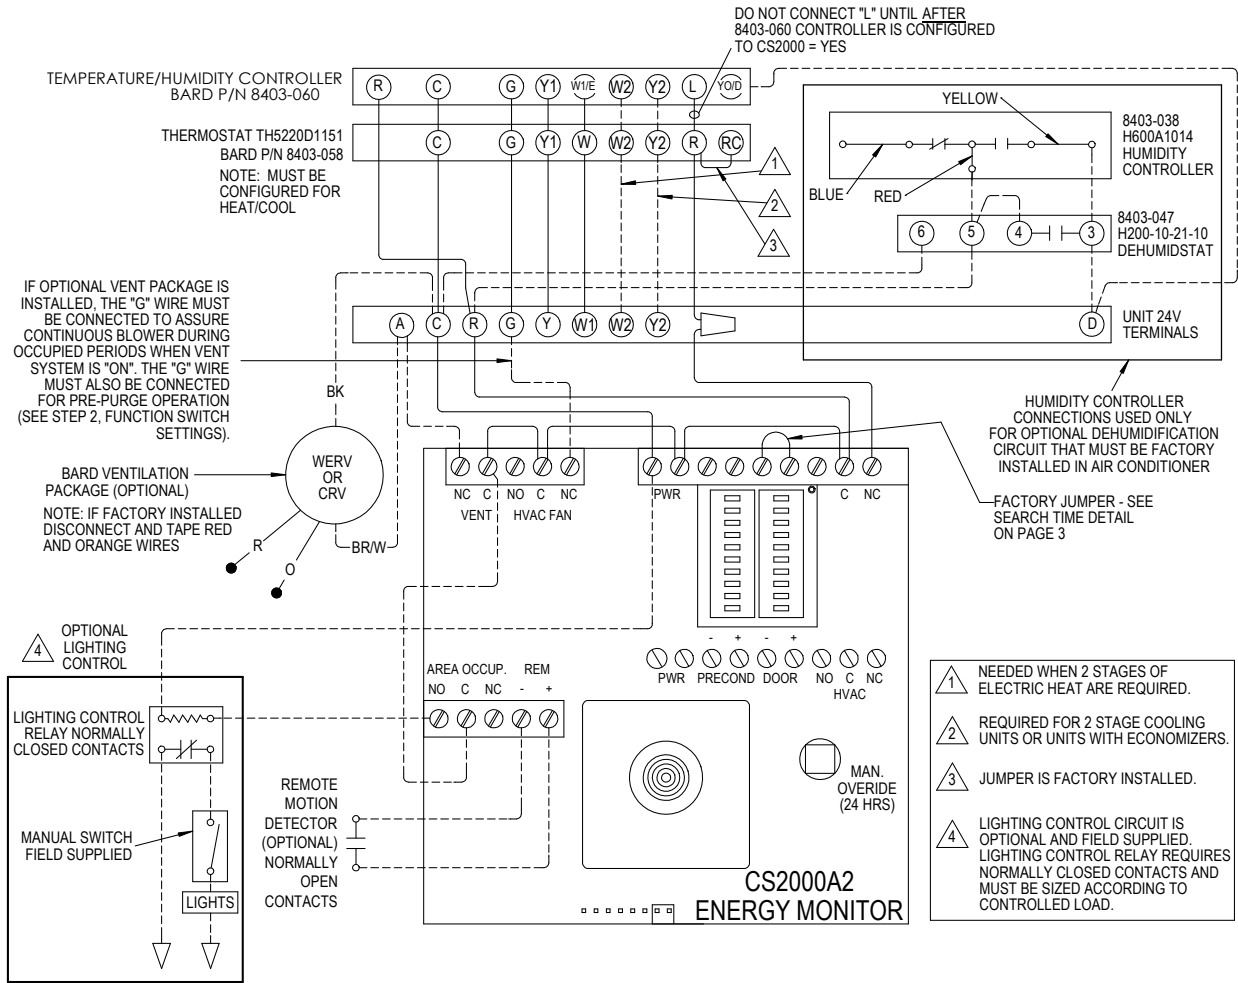 DO NOT CONNECT "L" UNTIL AFTER
8403-060 CONTROLLER IS CONFIGURED
TO CS2000 = YES
TEMPERATURE/HUMIDITY CONTROLLER
BARD P/N 8403-060
R C G Y1 W1/E W2 Y2 L YO/D
THERMOSTAT TH5220D1151
BARD P/N 8403-058
NOTE: MUST BE
CONFIGURED FOR
HEAT/COOL
C G Y1 W W2 Y2 R RC
1
2
3
YELLOW
BLUE
RED
8403-038
H600A1014
HUMIDITY
CONTROLLER
6 5 4 3
8403-047
H200-10-21-10
DEHUMIDSTAT
IF OPTIONAL VENT PACKAGE IS
INSTALLED, THE "G" WIRE MUST
BE CONNECTED TO ASSURE
CONTINUOUS BLOWER DURING
OCCUPIED PERIODS WHEN VENT
SYSTEM IS "ON". THE "G" WIRE
MUST ALSO BE CONNECTED
FOR PRE-PURGE OPERATION
(SEE STEP 2, FUNCTION SWITCH
SETTINGS).
A C R G Y W1 W2 Y2 D
UNIT 24V
TERMINALS
HUMIDITY CONTROLLER
CONNECTIONS USED ONLY
FOR OPTIONAL DEHUMIDIFICATION
CIRCUIT THAT MUST BE FACTORY
INSTALLED IN AIR CONDITIONER
BK
WERV
OR
CRV
BARD VENTILATION
PACKAGE (OPTIONAL)
NOTE: IF FACTORY INSTALLED
DISCONNECT AND TAPE RED
AND ORANGE WIRES
R
O
BR/W
NC C NO C NC
VENT HVAC FAN
PWR C NC
FACTORY JUMPER - SEE
SEARCH TIME DETAIL
ON PAGE 3
- + - +
PWR PRECOND DOOR NO C NC
HVAC
4
OPTIONAL
LIGHTING
CONTROL
AREA OCCUP. REM
NO C NC - +
LIGHTING CONTROL
RELAY NORMALLY
CLOSED CONTACTS
MANUAL SWITCH
FIELD SUPPLIED
LIGHTS
REMOTE
MOTION
DETECTOR
(OPTIONAL)
NORMALLY
OPEN
CONTACTS
MAN.
OVERIDE
(24 HRS)
CS2000A2
ENERGY MONITOR
1 NEEDED WHEN 2 STAGES OF
ELECTRIC HEAT ARE REQUIRED.
2 REQUIRED FOR 2 STAGE COOLING
UNITS OR UNITS WITH ECONOMIZERS.
3 JUMPER IS FACTORY INSTALLED.
4 LIGHTING CONTROL CIRCUIT IS
OPTIONAL AND FIELD SUPPLIED.
LIGHTING CONTROL RELAY REQUIRES
NORMALLY CLOSED CONTACTS AND
MUST BE SIZED ACCORDING TO
CONTROLLED LOAD.